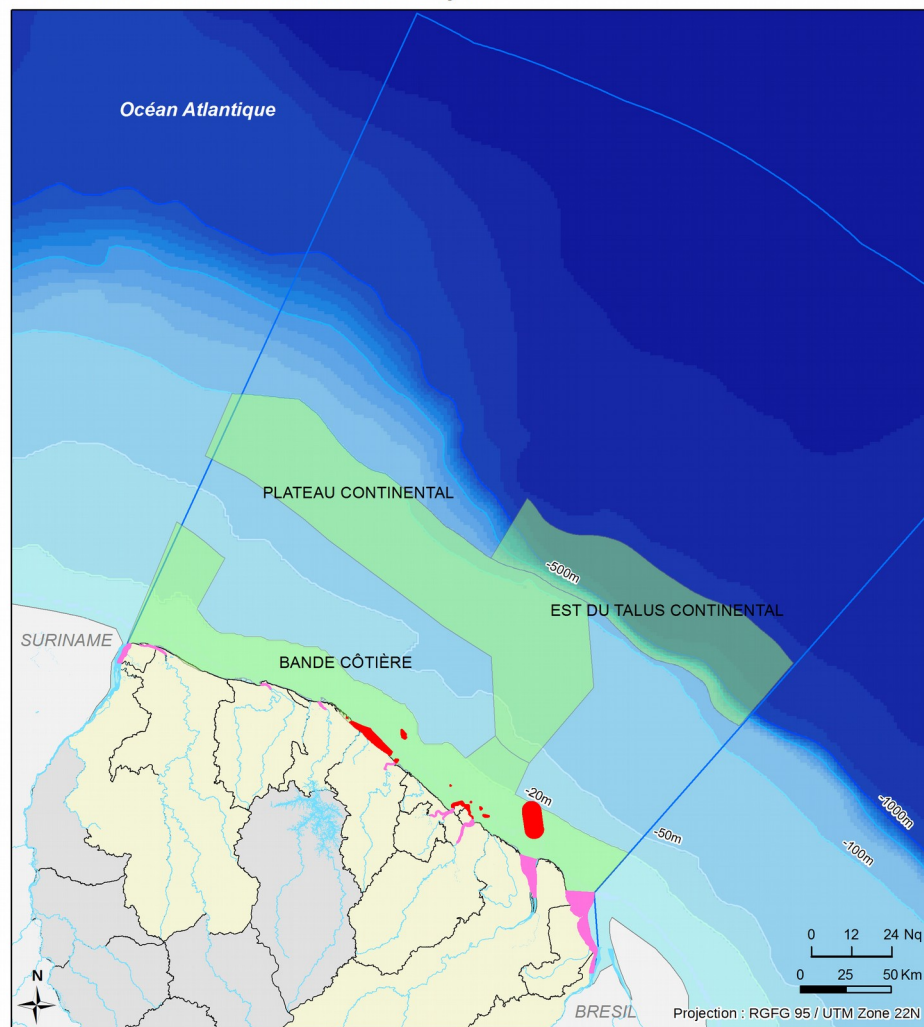 Océan Atlantique
PLATEAU CONTINENTAL
-500m
EST DU TALUS CONTINENTAL
SURINAME
BANDE CÔTIÈRE
-20m
-50m
-100m
-1000m
0 12 24 Nq
0 25 50 Km
N
BRESIL
Projection : RGFG 95 / UTM Zone 22N